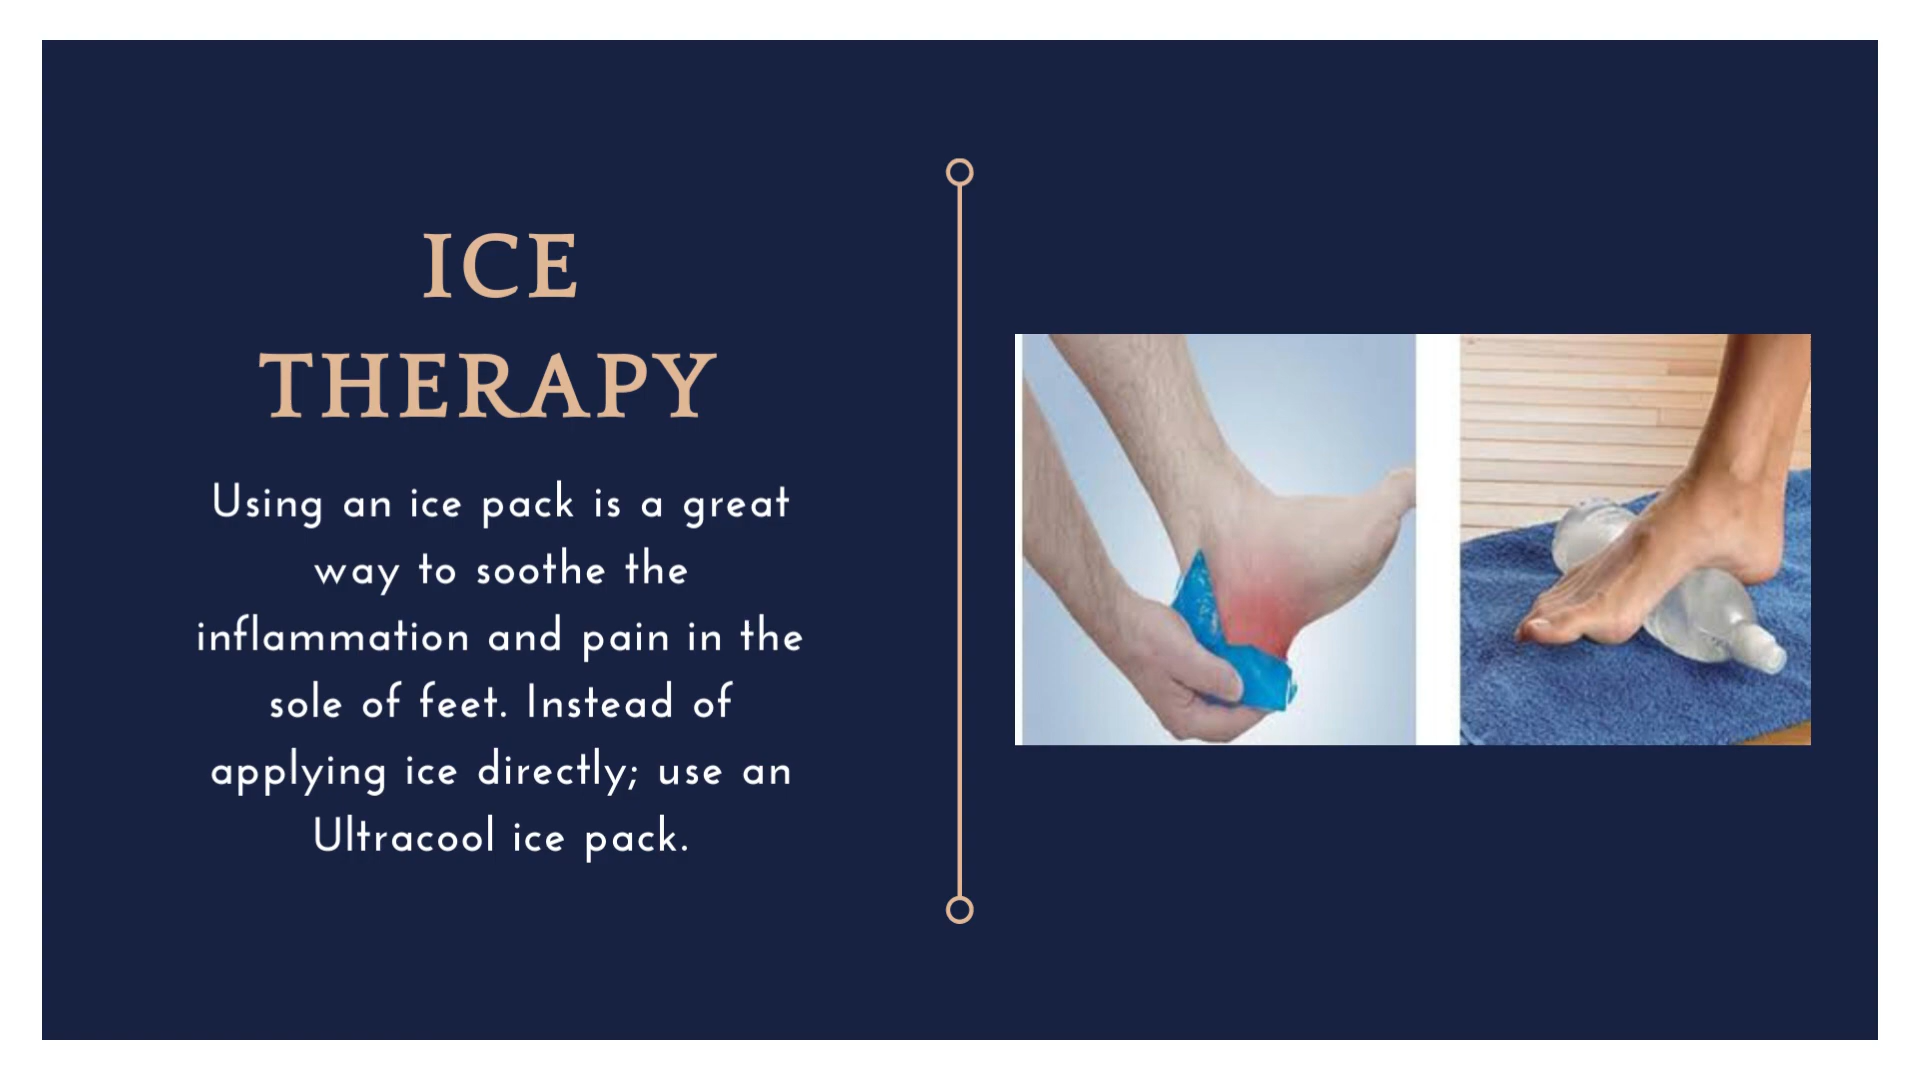 ICE
THERAPY
Using an ice pack is a great
way to soothe the
inflammation and pain in the
sole of feet. Instead of
applying ice directly; use an
Ultracool ice pack.